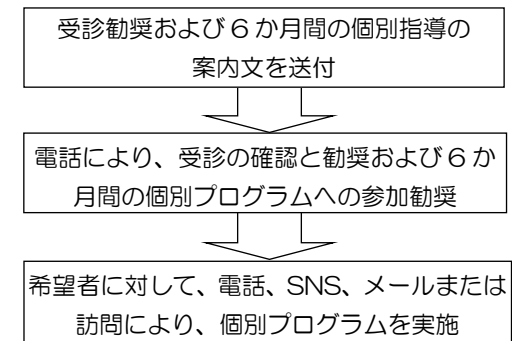 受診勧奨および６か月間の個別指導の
案内文を送付
電話により、受診の確認と勧奨および６か
月間の個別プログラムへの参加勧奨
希望者に対して、電話、SNS、メールまたは
訪問により、個別プログラムを実施